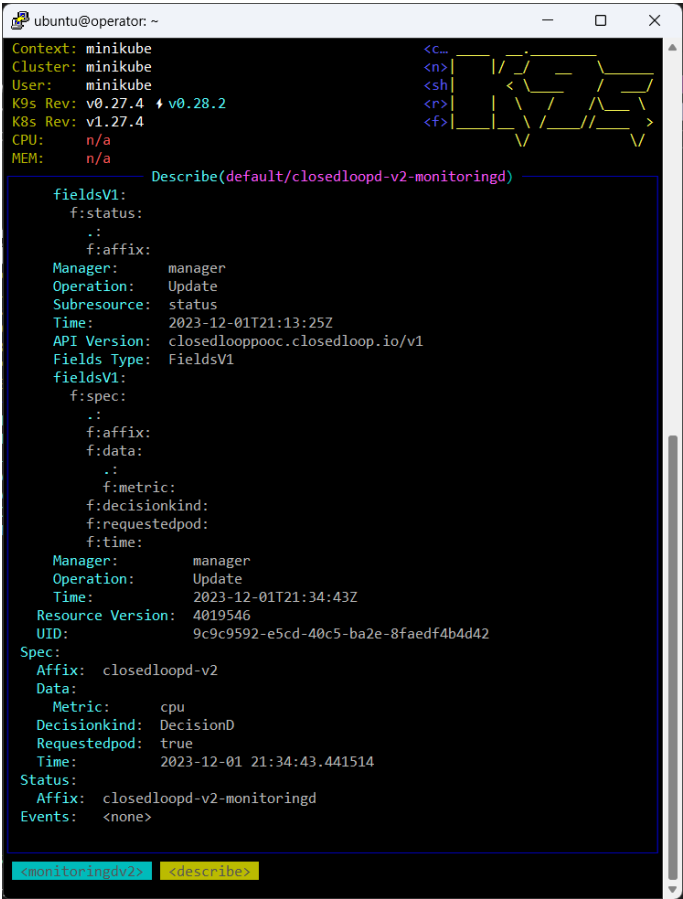 ubuntu@operator: ~
Context: minikube <c…
Cluster: minikube <n>
User: minikube <sh
K9s Rev: v0.27.4 ⚡v0.28.2 <r>
K8s Rev: v1.27.4 <f>
CPU: n/a
MEM: n/a
Describe(default/closedloopd-v2-monitoringd)
fieldsV1:
f:status:
.:
f:affix:
Manager: manager
Operation: Update
Subresource: status
Time: 2023-12-01T21:13:25Z
API Version: closedlooppooc.closedloop.io/v1
Fields Type: FieldsV1
fieldsV1:
f:spec:
.:
f:affix:
f:data:
.:
f:metric:
f:decisionkind:
f:requestedpod:
f:time:
Manager: manager
Operation: Update
Time: 2023-12-01T21:34:43Z
Resource Version: 4019546
UID: 9c9c9592-e5cd-40c5-ba2e-8faedf4b4d42
Spec:
Affix: closedloopd-v2
Data:
Metric: cpu
Decisionkind: DecisionD
Requestedpod: true
Time: 2023-12-01 21:34:43.441514
Status:
Affix: closedloopd-v2-monitoringd
Events: <none>
<monitoringdv2> <describe>